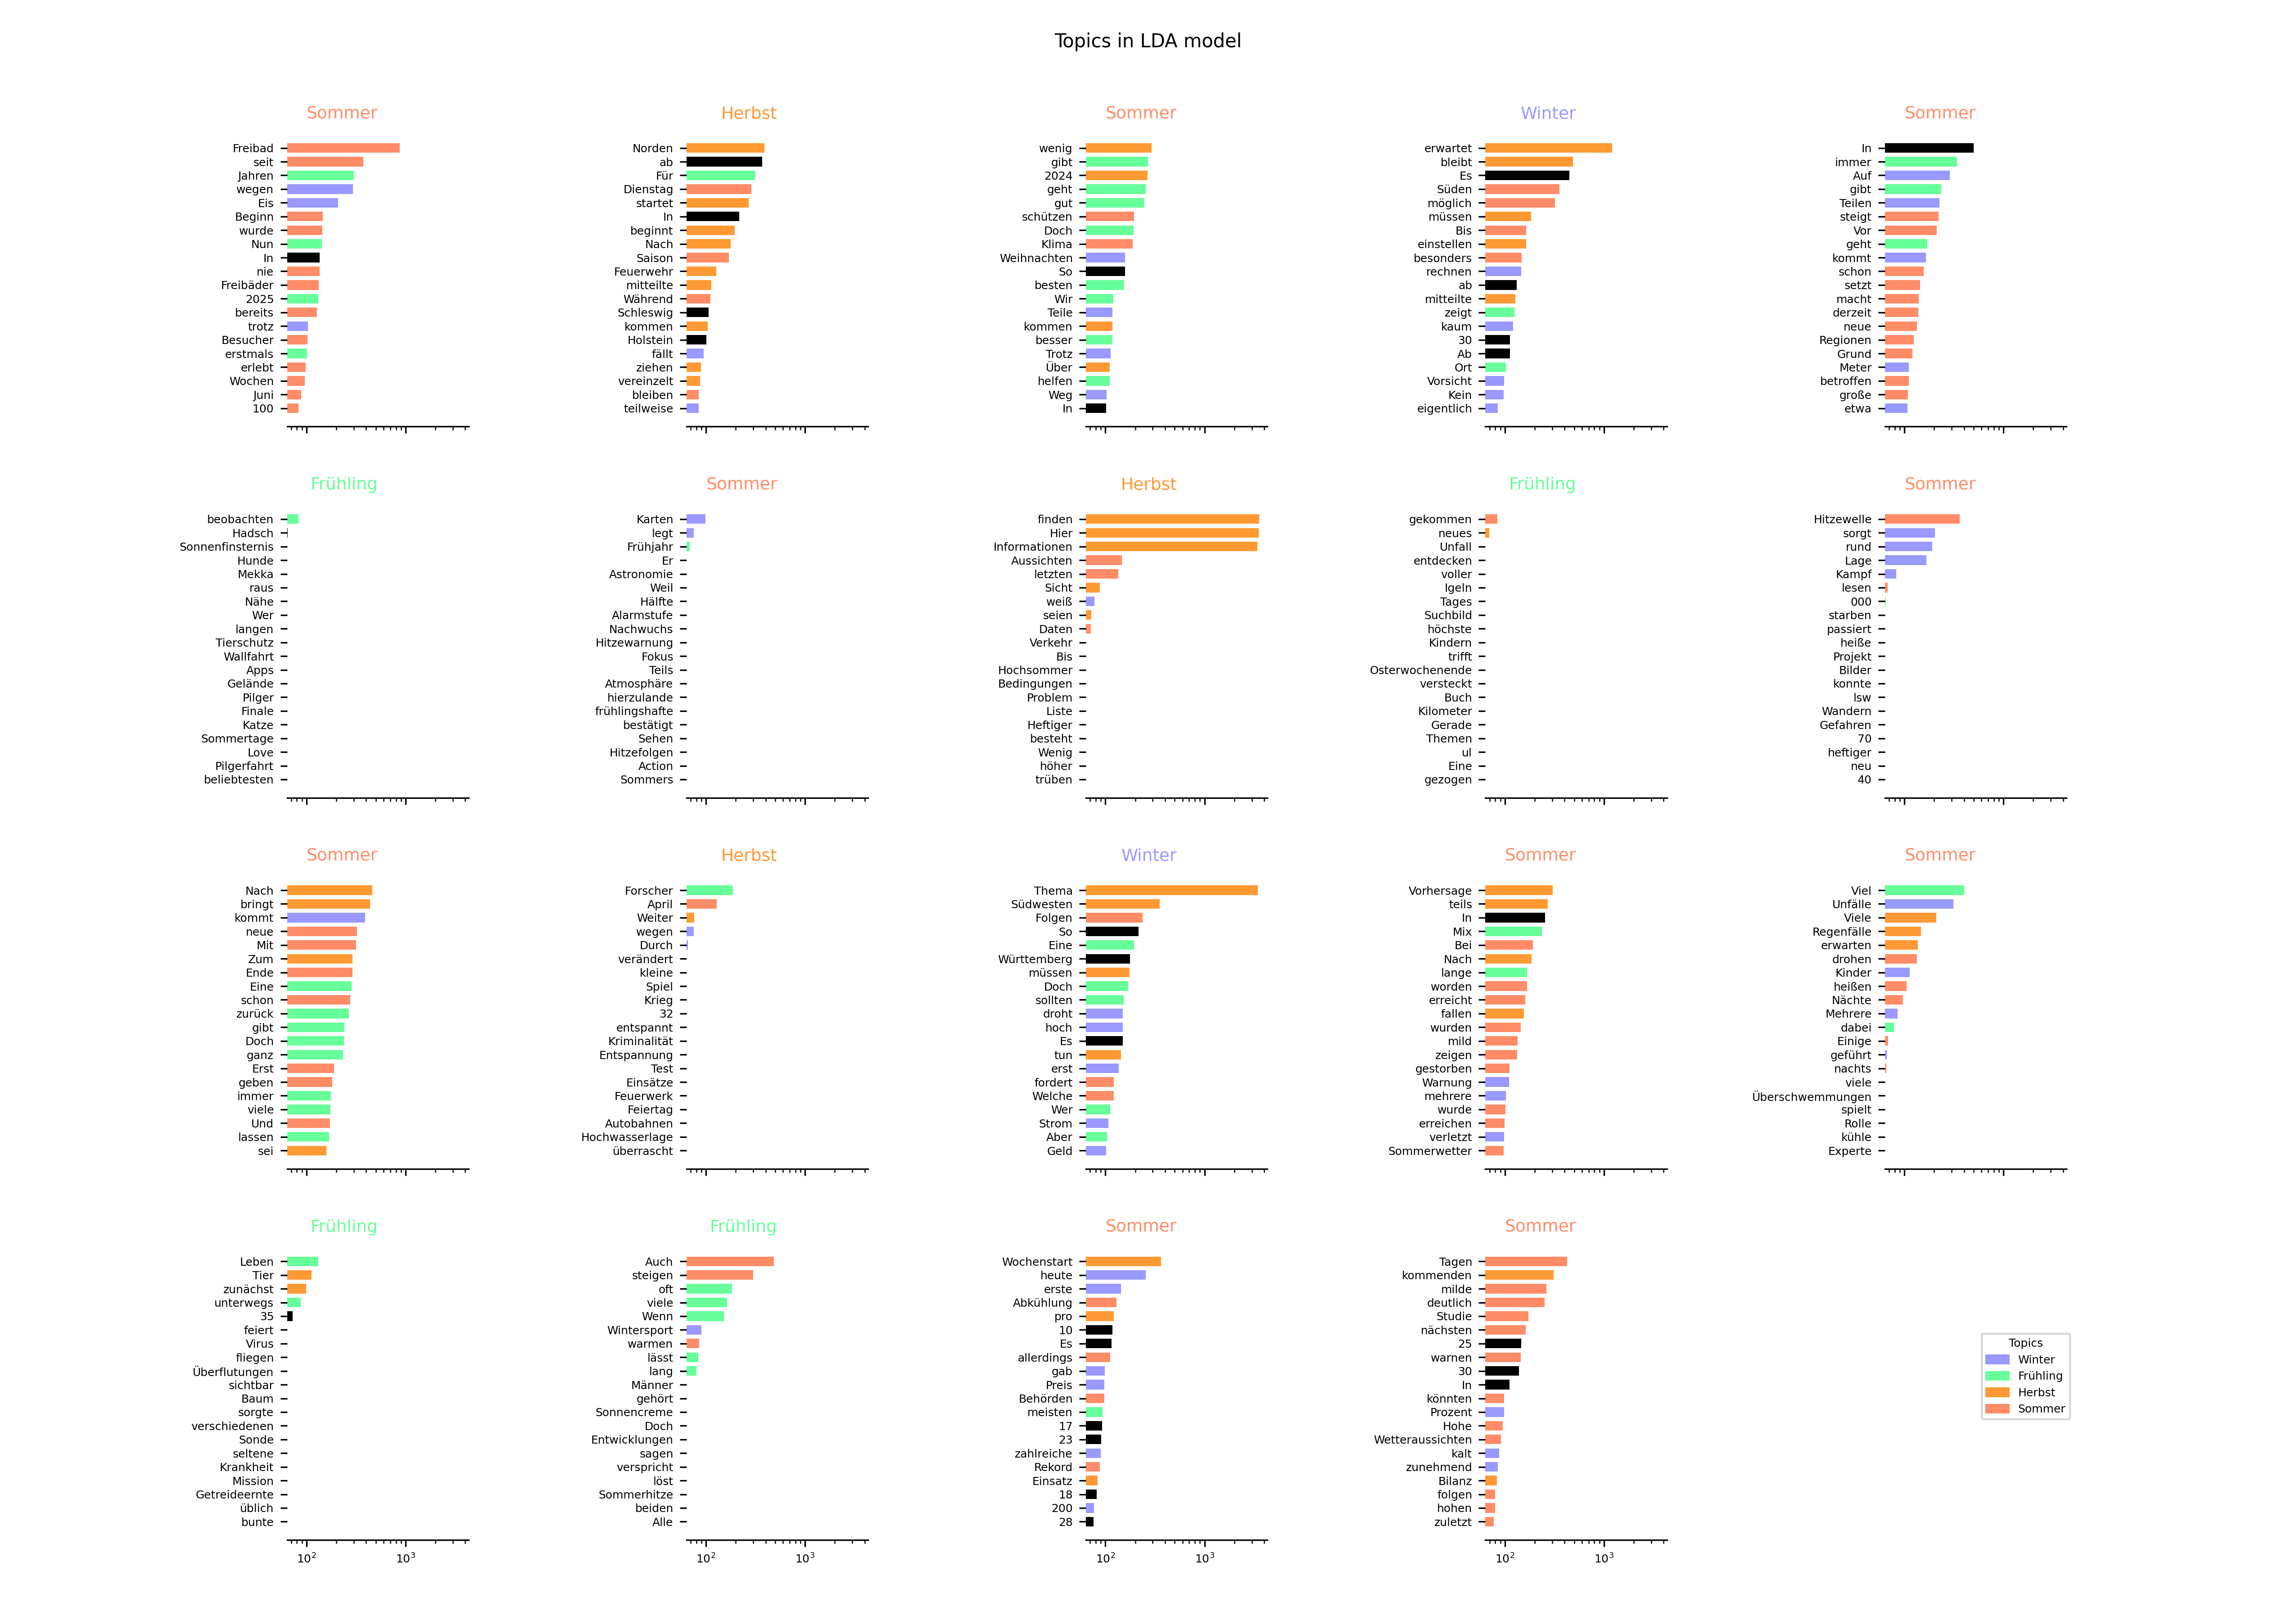 Topics in LDA model
Sommer
Freibad
seit
Jahren
wegen
Eis
Beginn
wurde
Nun
In
nie
Freibäder
2025
bereits
trotz
Besucher
erstmals
erlebt
Wochen
Juni
100
Herbst
Norden
ab
Für
Dienstag
startet
In
beginnt
Nach
Saison
Feuerwehr
mitteilte
Während
Schleswig
kommen
Holstein
fällt
ziehen
vereinzelt
bleiben
teilweise
Sommer
wenig
gibt
2024
geht
gut
schützen
Doch
Klima
Weihnachten
So
besten
Wir
Teile
kommen
besser
Trotz
Über
helfen
Weg
In
Winter
erwartet
bleibt
Es
Süden
möglich
müssen
Bis
einstellen
besonders
rechnen
ab
mitteilte
zeigt
kaum
30
Ab
Ort
Vorsicht
Kein
eigentlich
Sommer
In
immer
Auf
gibt
Teilen
steigt
Vor
geht
kommt
schon
setzt
macht
derzeit
neue
Regionen
Grund
Meter
betroffen
große
etwa
Frühling
beobachten
Hadsch
Sonnenfinsternis
Hunde
Mekka
raus
Nähe
Wer
langen
Tierschutz
Wallfahrt
Apps
Gelände
Pilger
Finale
Katze
Sommertage
Love
Pilgerfahrt
beliebtesten
Sommer
Karten
legt
Frühjahr
Er
Astronomie
Weil
Hälfte
Alarmstufe
Nachwuchs
Hitzewarnung
Fokus
Teils
Atmosphäre
hierzulande
frühlingshafte
bestätigt
Sehen
Hitzefolgen
Action
Sommers
Herbst
finden
Hier
Informationen
Aussichten
letzten
Sicht
weiß
seien
Daten
Verkehr
Bis
Hochsommer
Bedingungen
Problem
Liste
Heftiger
besteht
Wenig
höher
trüben
Frühling
gekommen
neues
Unfall
entdecken
voller
Igeln
Tages
Suchbild
höchste
Kindern
trifft
Osterwochenende
versteckt
Buch
Kilometer
Gerade
Themen
ul
Eine
gezogen
Sommer
Hitzewelle
sorgt
rund
Lage
Kampf
lesen
000
starben
passiert
heiße
Projekt
Bilder
konnte
lsw
Wandern
Gefahren
70
heftiger
neu
40
Sommer
Nach
bringt
kommt
neue
Mit
Zum
Ende
Eine
schon
zurück
gibt
Doch
ganz
Erst
geben
immer
viele
Und
lassen
sei
Herbst
Forscher
April
Weiter
wegen
Durch
verändert
kleine
Spiel
Krieg
32
entspannt
Kriminalität
Entspannung
Test
Einsätze
Feuerwerk
Feiertag
Autobahnen
Hochwasserlage
überrascht
Winter
Thema
Südwesten
Folgen
So
Eine
Württemberg
müssen
Doch
sollten
droht
hoch
Es
tun
erst
fordert
Welche
Wer
Strom
Aber
Geld
Sommer
Vorhersage
teils
In
Mix
Bei
Nach
lange
worden
erreicht
fallen
wurden
mild
zeigen
gestorben
Warnung
mehrere
wurde
erreichen
verletzt
Sommerwetter
Sommer
Viel
Unfälle
Viele
Regenfälle
erwarten
drohen
Kinder
heißen
Nächte
Mehrere
dabei
Einige
geführt
nachts
viele
Überschwemmungen
spielt
Rolle
kühle
Experte
Frühling
Leben
Tier
zunächst
unterwegs
35
feiert
Virus
fliegen
Überflutungen
sichtbar
Baum
sorgte
verschiedenen
Sonde
seltene
Krankheit
Mission
Getreideernte
üblich
bunte
10² 10³
Frühling
Auch
steigen
oft
viele
Wenn
Wintersport
warmen
lässt
lang
Männer
gehört
Sonnencreme
Doch
Entwicklungen
sagen
verspricht
löst
Sommerhitze
beiden
Alle
10² 10³
Sommer
Wochenstart
heute
erste
Abkühlung
pro
10
Es
allerdings
gab
Preis
Behörden
meisten
17
23
zahlreiche
Rekord
Einsatz
18
200
28
10² 10³
Sommer
Tagen
kommenden
milde
deutlich
Studie
nächsten
25
warnen
30
In
könnten
Prozent
Hohe
Wetteraussichten
kalt
zunehmend
Bilanz
folgen
hohen
zuletzt
10² 10³
Topics
Winter
Frühling
Herbst
Sommer